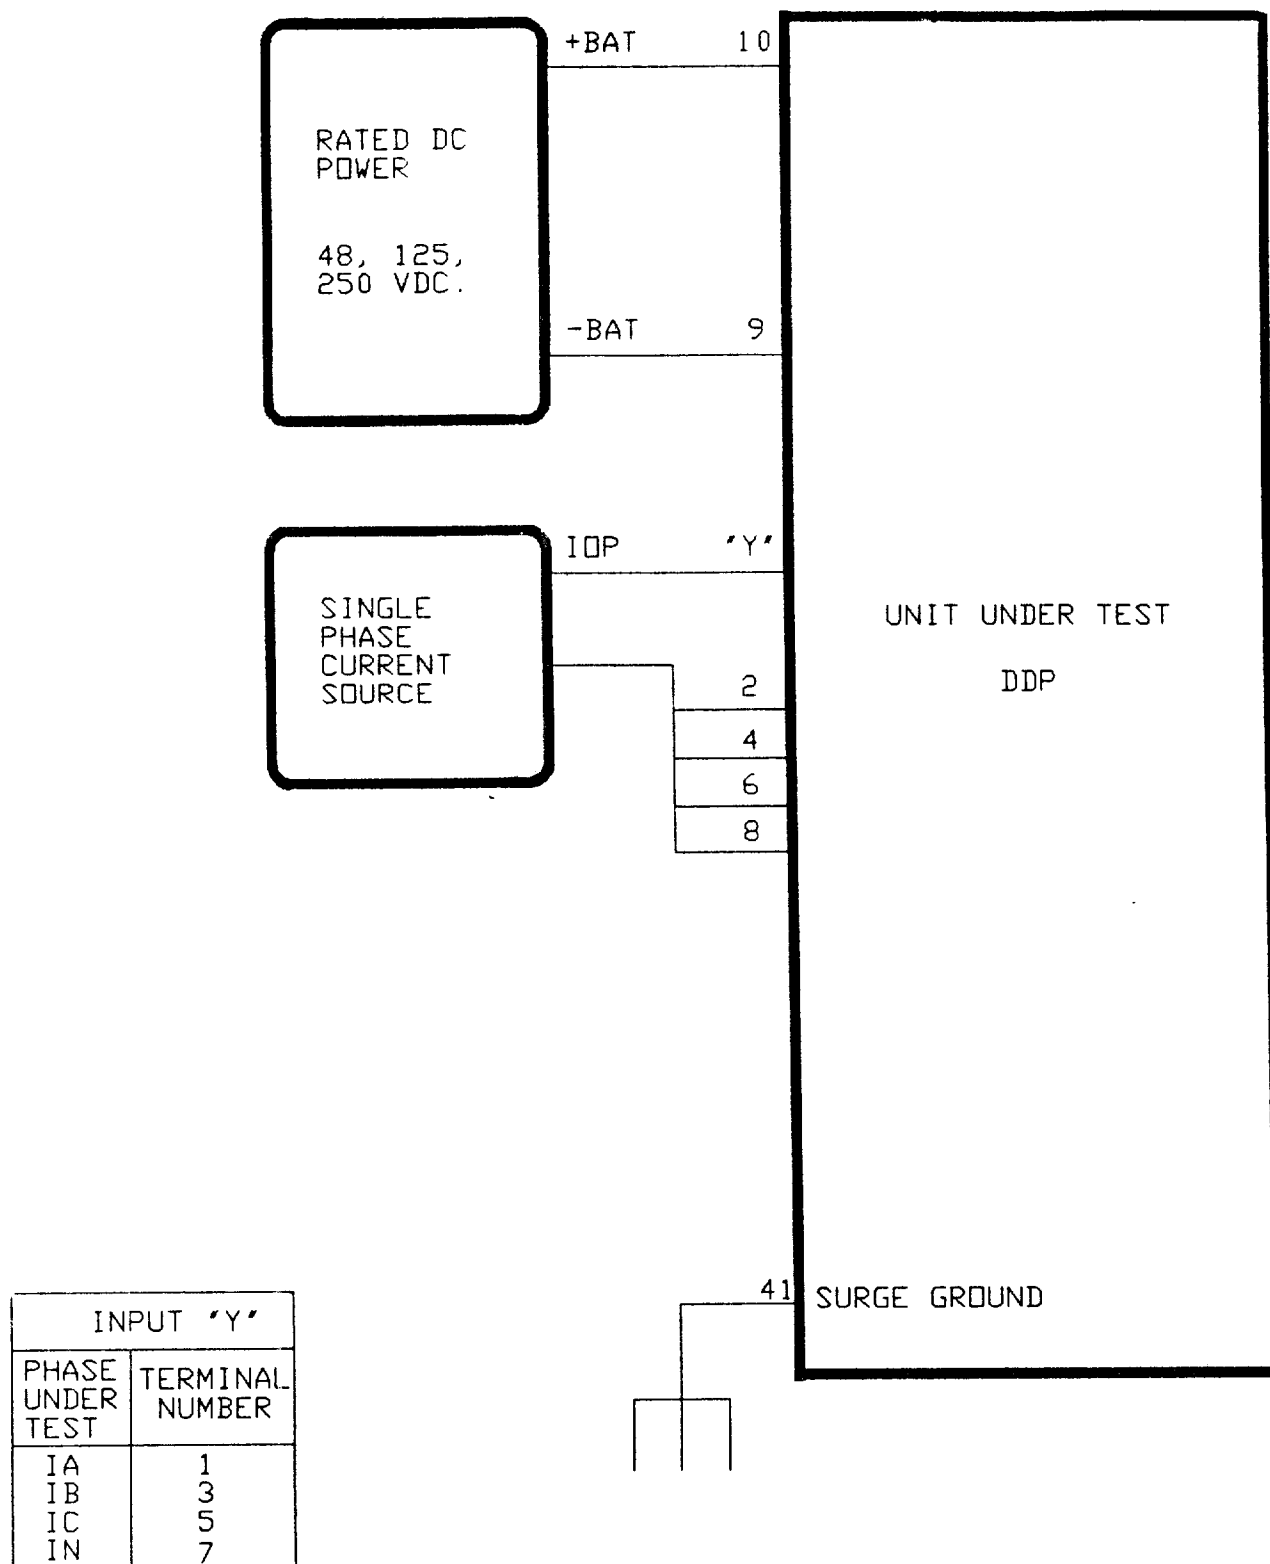 +BAT 10
RATED DC
POWER
48, 125,
250 VDC.
-BAT 9
IOP "Y"
SINGLE
PHASE
CURRENT
SOURCE
2
4
6
8
UNIT UNDER TEST
DDP
41 SURGE GROUND
INPUT "Y"
PHASE
UNDER
TEST
TERMINAL
NUMBER
IA 1
IB 3
IC 5
IN 7